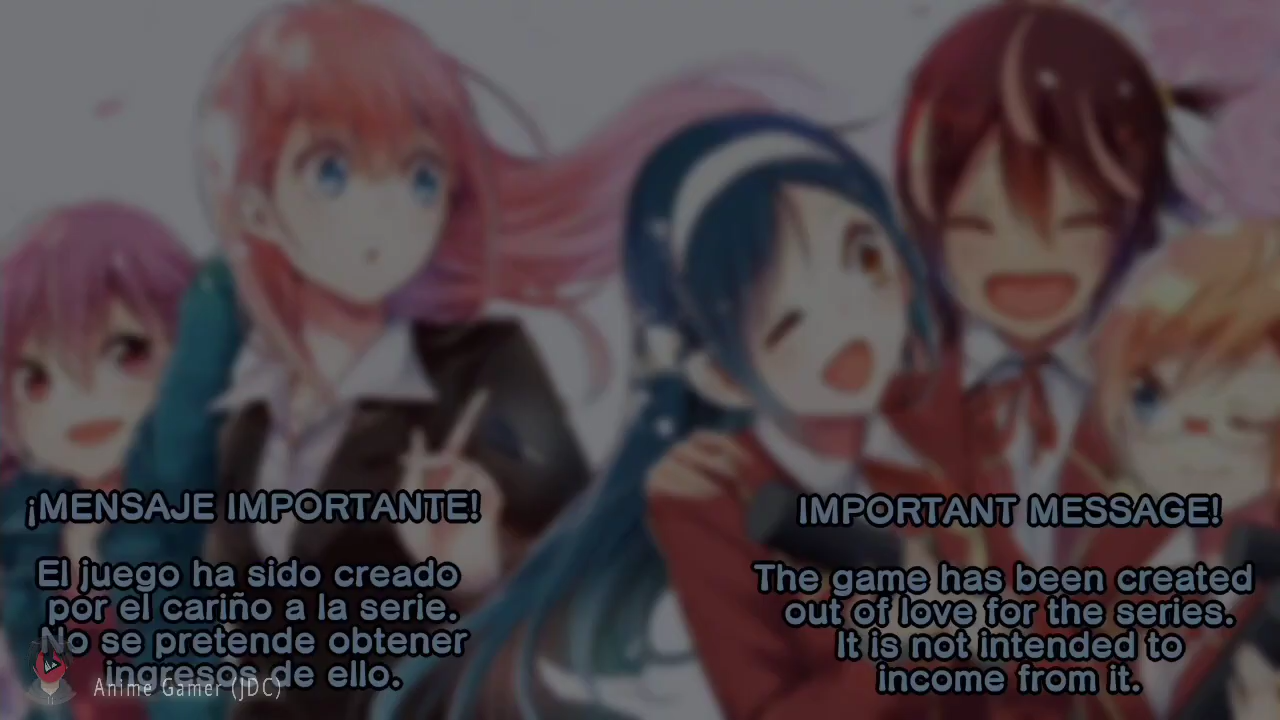 ¡MENSAJE IMPORTANTE!
El juego ha sido creado
por el cariño a la serie.
No se pretende obtener
ingresos de ello.
Anime Gamer (JDC)
IMPORTANT MESSAGE!
The game has been created
out of love for the series.
It is not intended to
income from it.